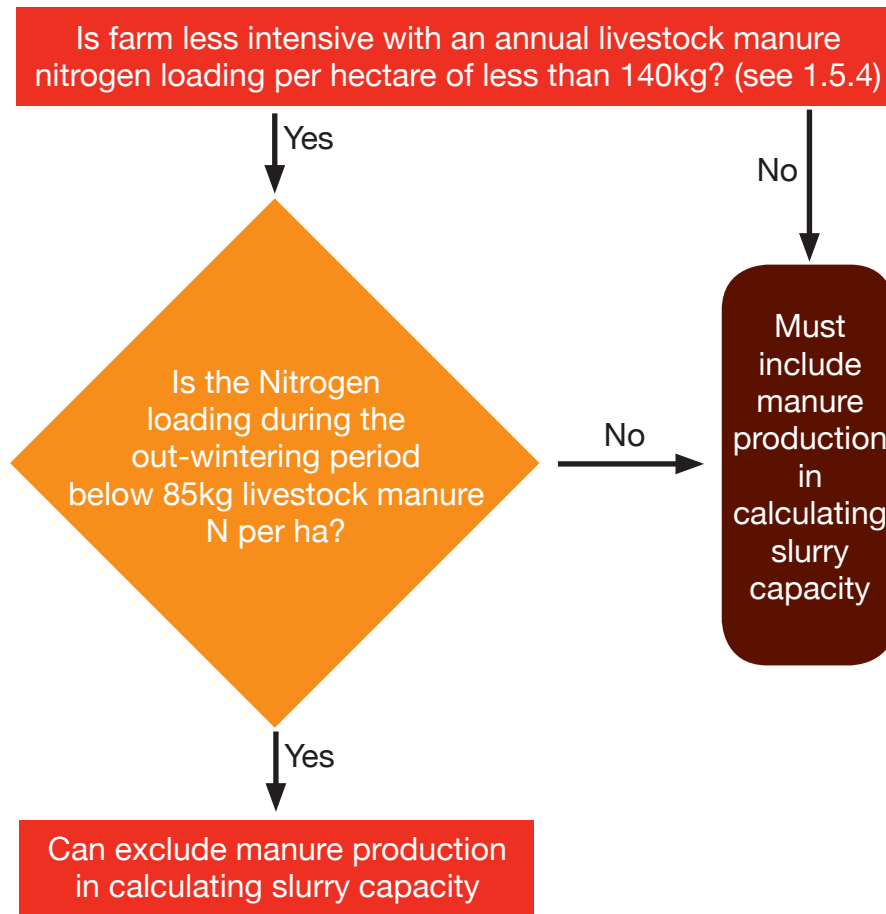 Is farm less intensive with an annual livestock manure
nitrogen loading per hectare of less than 140kg? (see 1.5.4)
Yes
No
Is the Nitrogen
loading during the
out-wintering period
below 85kg livestock manure
N per ha?
No
Must
include
manure
production
in
calculating
slurry
capacity
Yes
Can exclude manure production
in calculating slurry capacity